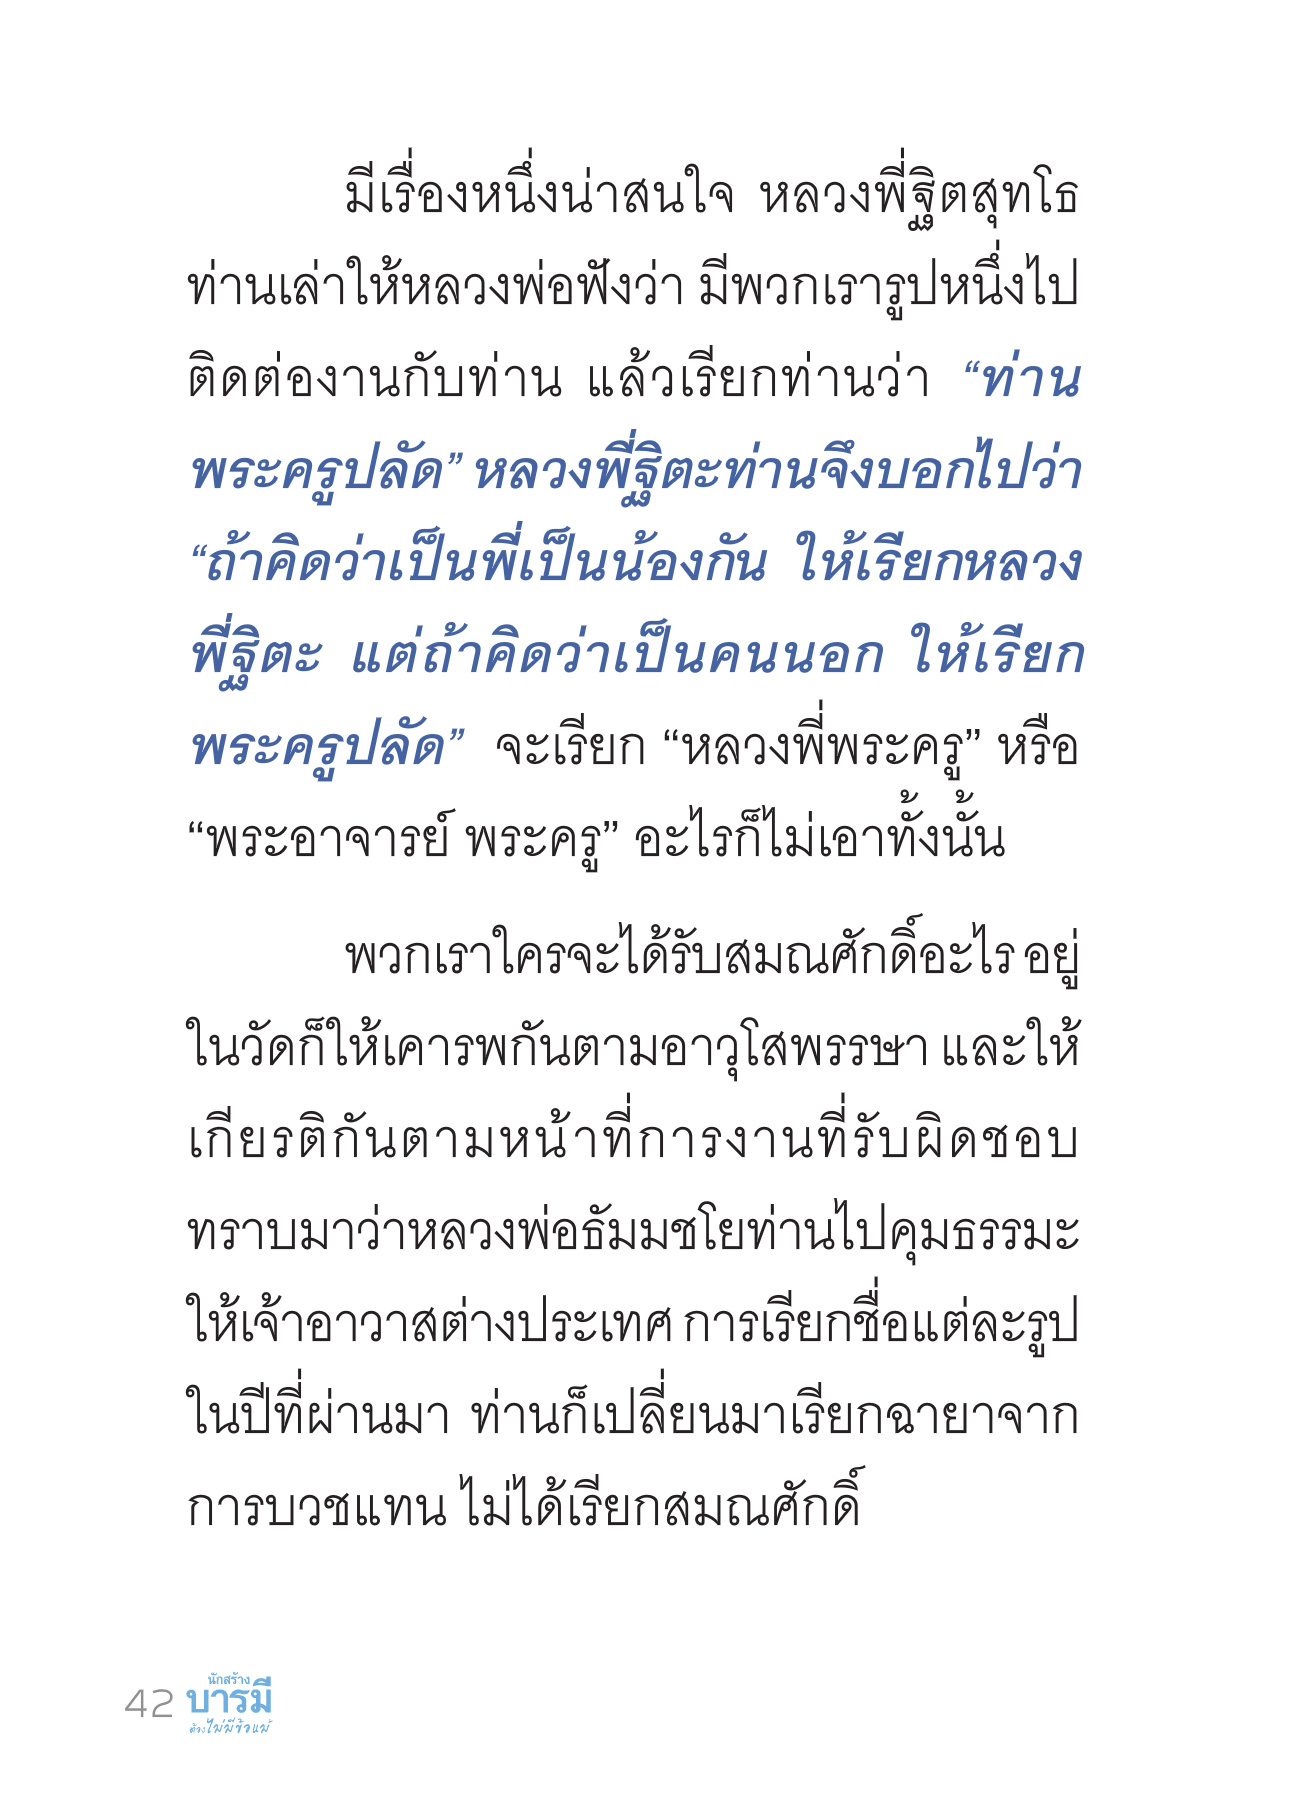 มีเรื่องหนึ่งน่าสนใจ หลวงพี่ฐิตสุทโธ
ท่านเล่าให้หลวงพ่อฟังว่า มีพวกเรารูปหนึ่งไป
ติดต่องานกับท่าน แล้วเรียกท่านว่า “ท่าน
พระครูปลัด” หลวงพี่ฐิตะท่านจึงบอกไปว่า
“ถ้าคิดว่าเป็นพี่เป็นน้องกัน ให้เรียกหลวง
พี่ฐิตะ แต่ถ้าคิดว่าเป็นคนนอก ให้เรียก
พระครูปลัด” จะเรียก “หลวงพี่พระครู” หรือ
“พระอาจารย์ พระครู” อะไรก็ไม่เอาทั้งนั้น
พวกเราใครจะได้รับสมณศักดิ์อะไร อยู่
ในวัดก็ให้เคารพกันตามอาวุโสพรรษา และให้
เกียรติกันตามหน้าที่การงานที่รับผิดชอบ
ทราบมาว่าหลวงพ่อธัมมชโยท่านไปคุมธรรมะ
ให้เจ้าอาวาสต่างประเทศ การเรียกชื่อแต่ละรูป
ในปีที่ผ่านมา ท่านก็เปลี่ยนมาเรียกฉายาจาก
การบวชแทน ไม่ได้เรียกสมณศักดิ์
42 นักสร้าง
บารมี
ต้องไม่มีข้อแม้